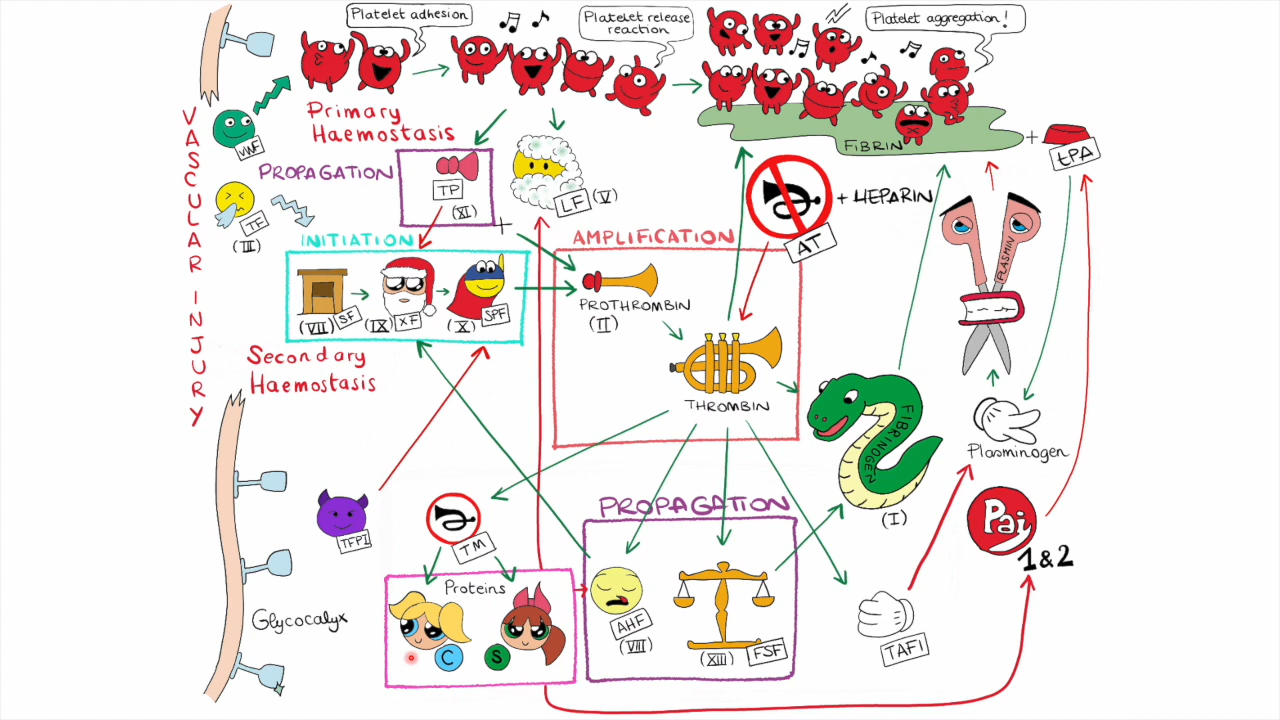 Platelet adhesion
Platelet release
reaction
Platelet aggregation!
VASCULAR INJURY
VWF
Primary
Haemostasis
PROPAGATION
TP
(XI)
LF (V)
FIBRIN
+ tPA
TF
(III)
INITIATION
AMPLIFICATION
+ HEPARIN
AT
PLASMIN
(VII) SF
(IX) XF
(X) SPF
PROTHROMBIN
(II)
Secondary
Haemostasis
THROMBIN
FIBRINOGEN
(I)
Plasminogen
TFPI
TM
PROPAGATION
Paj
1&2
Proteins
C
S
AHF
(VIII)
(XIII) FSF
TAFI
Glycocalyx